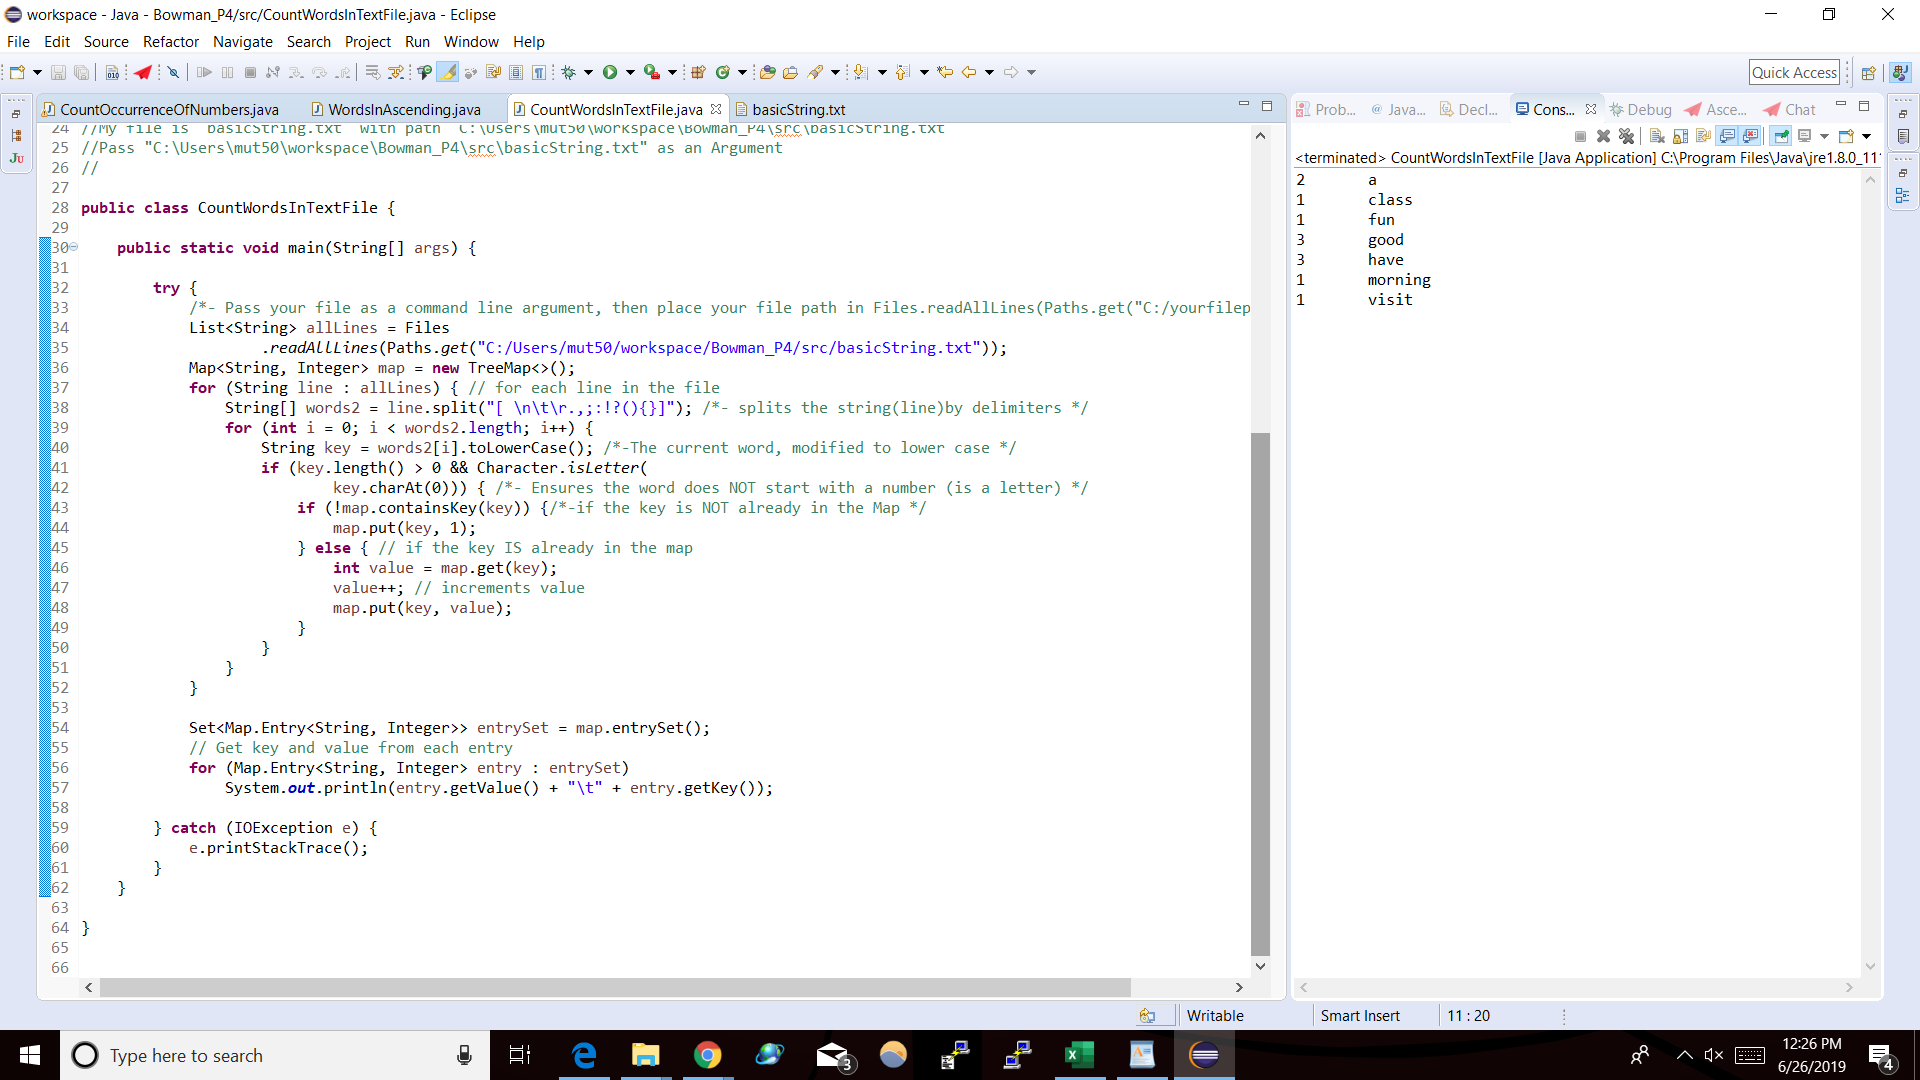 workspace - Java - Bowman_P4/src/CountWordsInTextFile.java - Eclipse
File Edit Source Refactor Navigate Search Project Run Window Help
Quick Access
CountOccurrenceOfNumbers.java WordsInAscending.java CountWordsInTextFile.java basicString.txt
24 //My file is "basicString.txt" with path "C:\Users\mut50\workspace\Bowman_P4\src\basicString.txt"
25 //Pass "C:\Users\mut50\workspace\Bowman_P4\src\basicString.txt" as an Argument
26 //
27
28 public class CountWordsInTextFile {
29
30 public static void main(String[] args) {
31
32 try {
33 /*- Pass your file as a command line argument, then place your file path in Files.readAllLines(Paths.get("C:/yourfilep
34 List<String> allLines = Files
35 .readAllLines(Paths.get("C:/Users/mut50/workspace/Bowman_P4/src/basicString.txt"));
36 Map<String, Integer> map = new TreeMap<>();
37 for (String line : allLines) { // for each line in the file
38 String[] words2 = line.split("[ \n\t\r.,;:!?(){}]"); /*- splits the string(line)by delimiters */
39 for (int i = 0; i < words2.length; i++) {
40 String key = words2[i].toLowerCase(); /*-The current word, modified to lower case */
41 if (key.length() > 0 && Character.isLetter(
42 key.charAt(0))) { /*- Ensures the word does NOT start with a number (is a letter) */
43 if (!map.containsKey(key)) {/*-if the key is NOT already in the Map */
44 map.put(key, 1);
45 } else { // if the key IS already in the map
46 int value = map.get(key);
47 value++; // increments value
48 map.put(key, value);
49 }
50 }
51 }
52 }
53
54 Set<Map.Entry<String, Integer>> entrySet = map.entrySet();
55 // Get key and value from each entry
56 for (Map.Entry<String, Integer> entry : entrySet)
57 System.out.println(entry.getValue() + "\t" + entry.getKey());
58
59 } catch (IOException e) {
60 e.printStackTrace();
61 }
62 }
63
64 }
65
66
Prob... @ Java... Decl... Cons... Debug Asce... Chat
<terminated> CountWordsInTextFile [Java Application] C:\Program Files\Java\jre1.8.0_11
2 a
1 class
1 fun
3 good
3 have
1 morning
1 visit
Writable Smart Insert 11 : 20
Type here to search
3
12:26 PM
6/26/2019
4